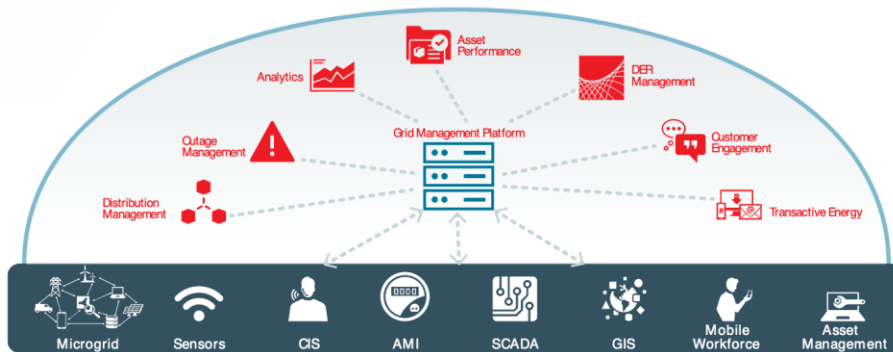 Asset
Performance
Analytics
DER
Management
Grid Management Platform
Outage
Management
Customer
Engagement
Distribution
Management
Transactive Energy
Microgrid
Sensors
CIS
AMI
SCADA
GIS
Mobile
Workforce
Asset
Management